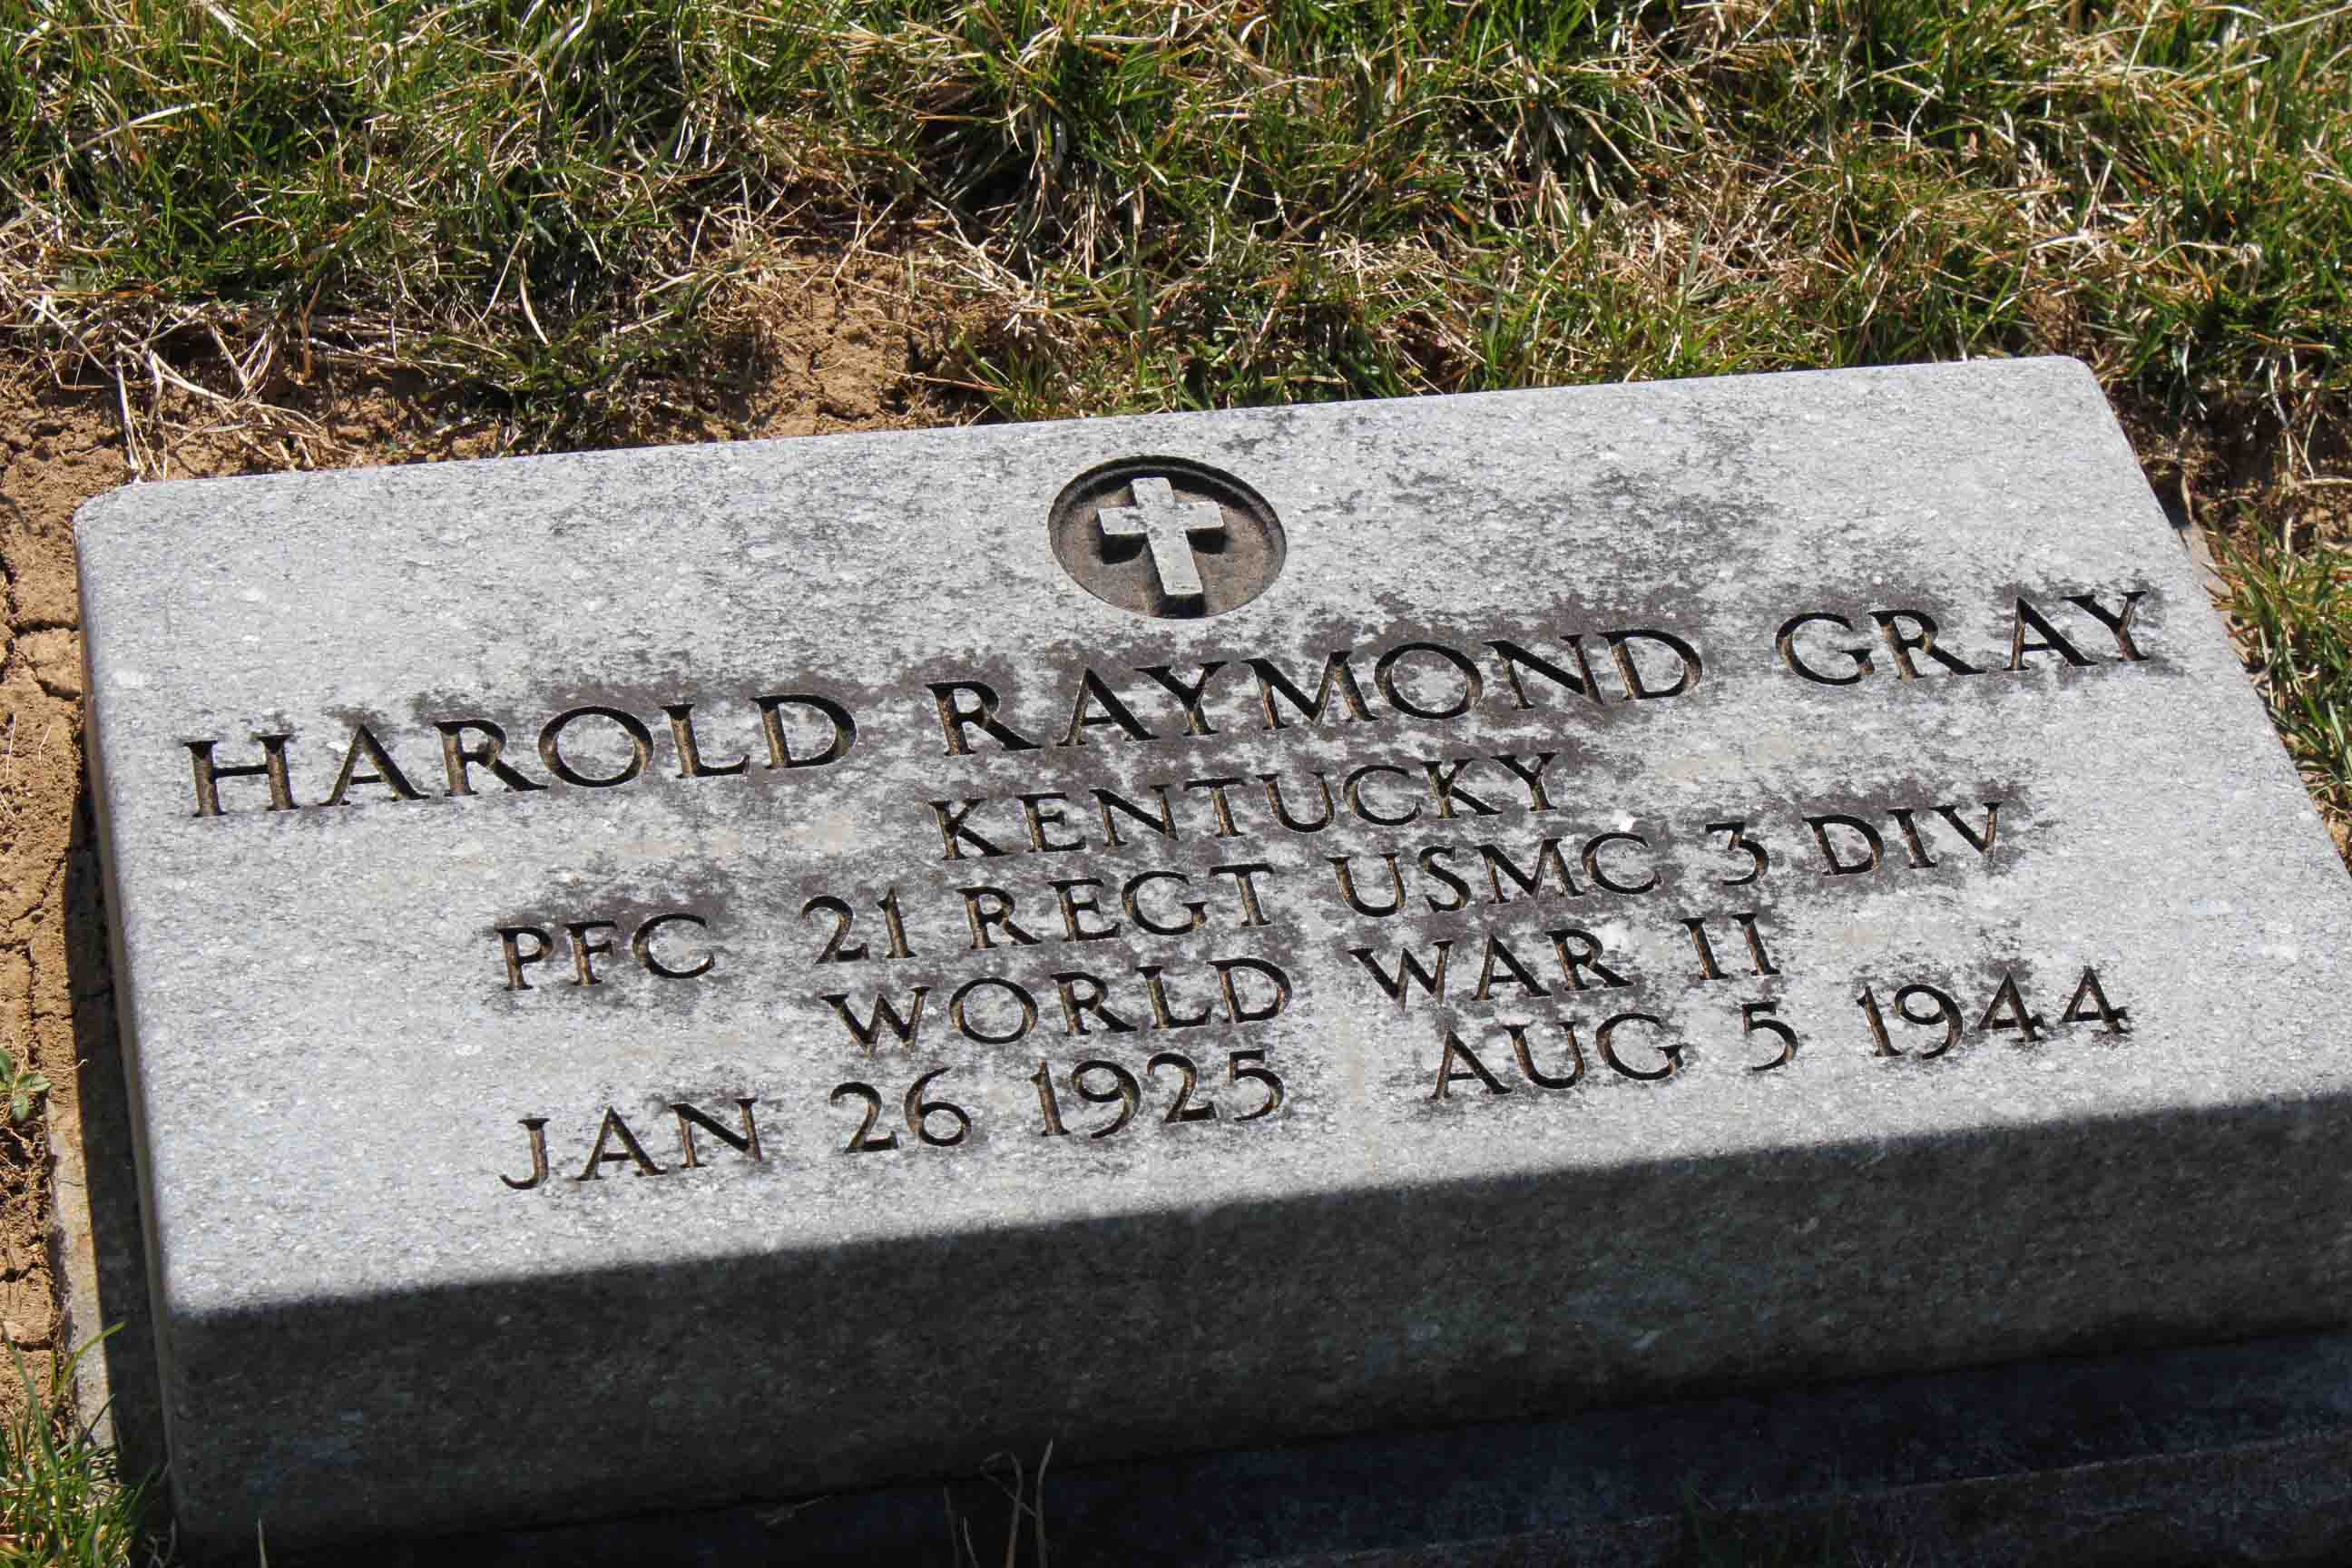 HAROLD RAYMOND GRAY
KENTUCKY
PFC 21 REGT USMC 3 DIV
WORLD WAR II
JAN 26 1925 AUG 5 1944